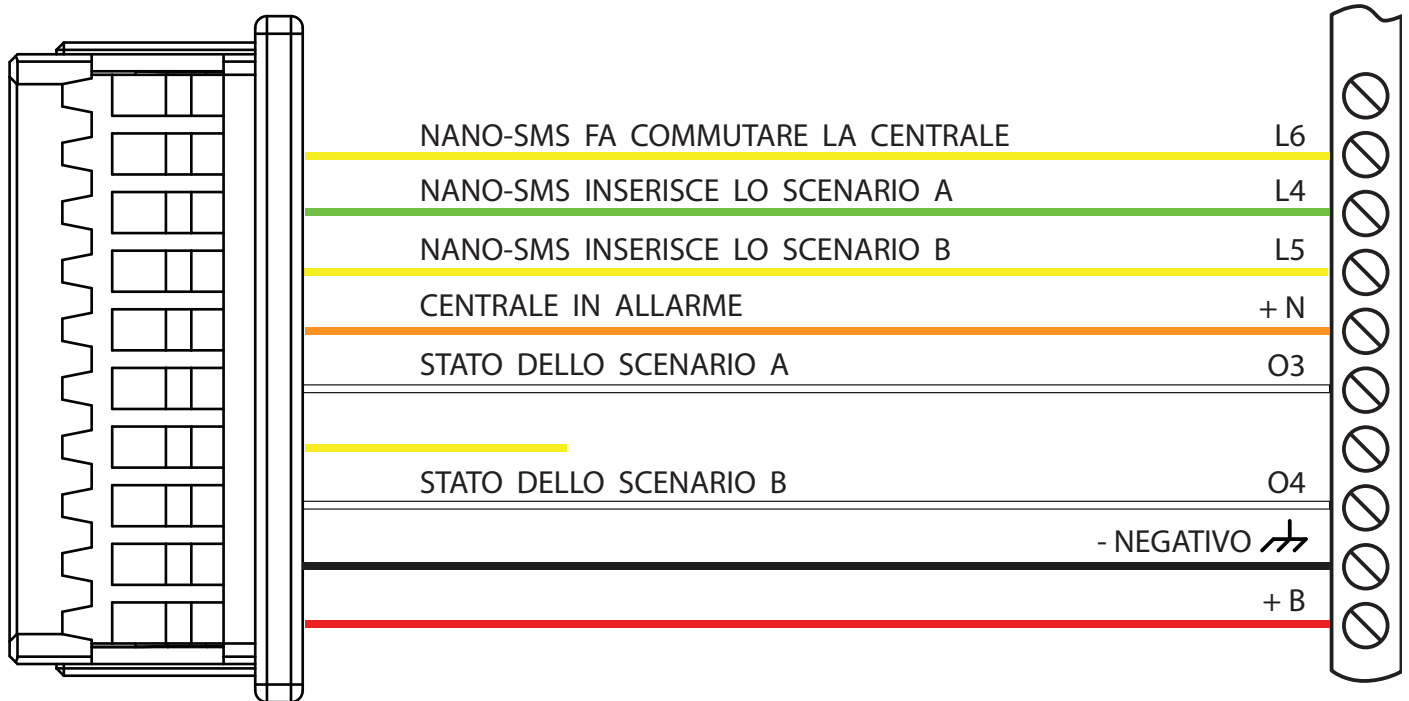 NANO-SMS FA COMMUTARE LA CENTRALE L6
NANO-SMS INSERISCE LO SCENARIO A L4
NANO-SMS INSERISCE LO SCENARIO B L5
CENTRALE IN ALLARME + N
STATO DELLO SCENARIO A O3
STATO DELLO SCENARIO B O4
- NEGATIVO
+ B